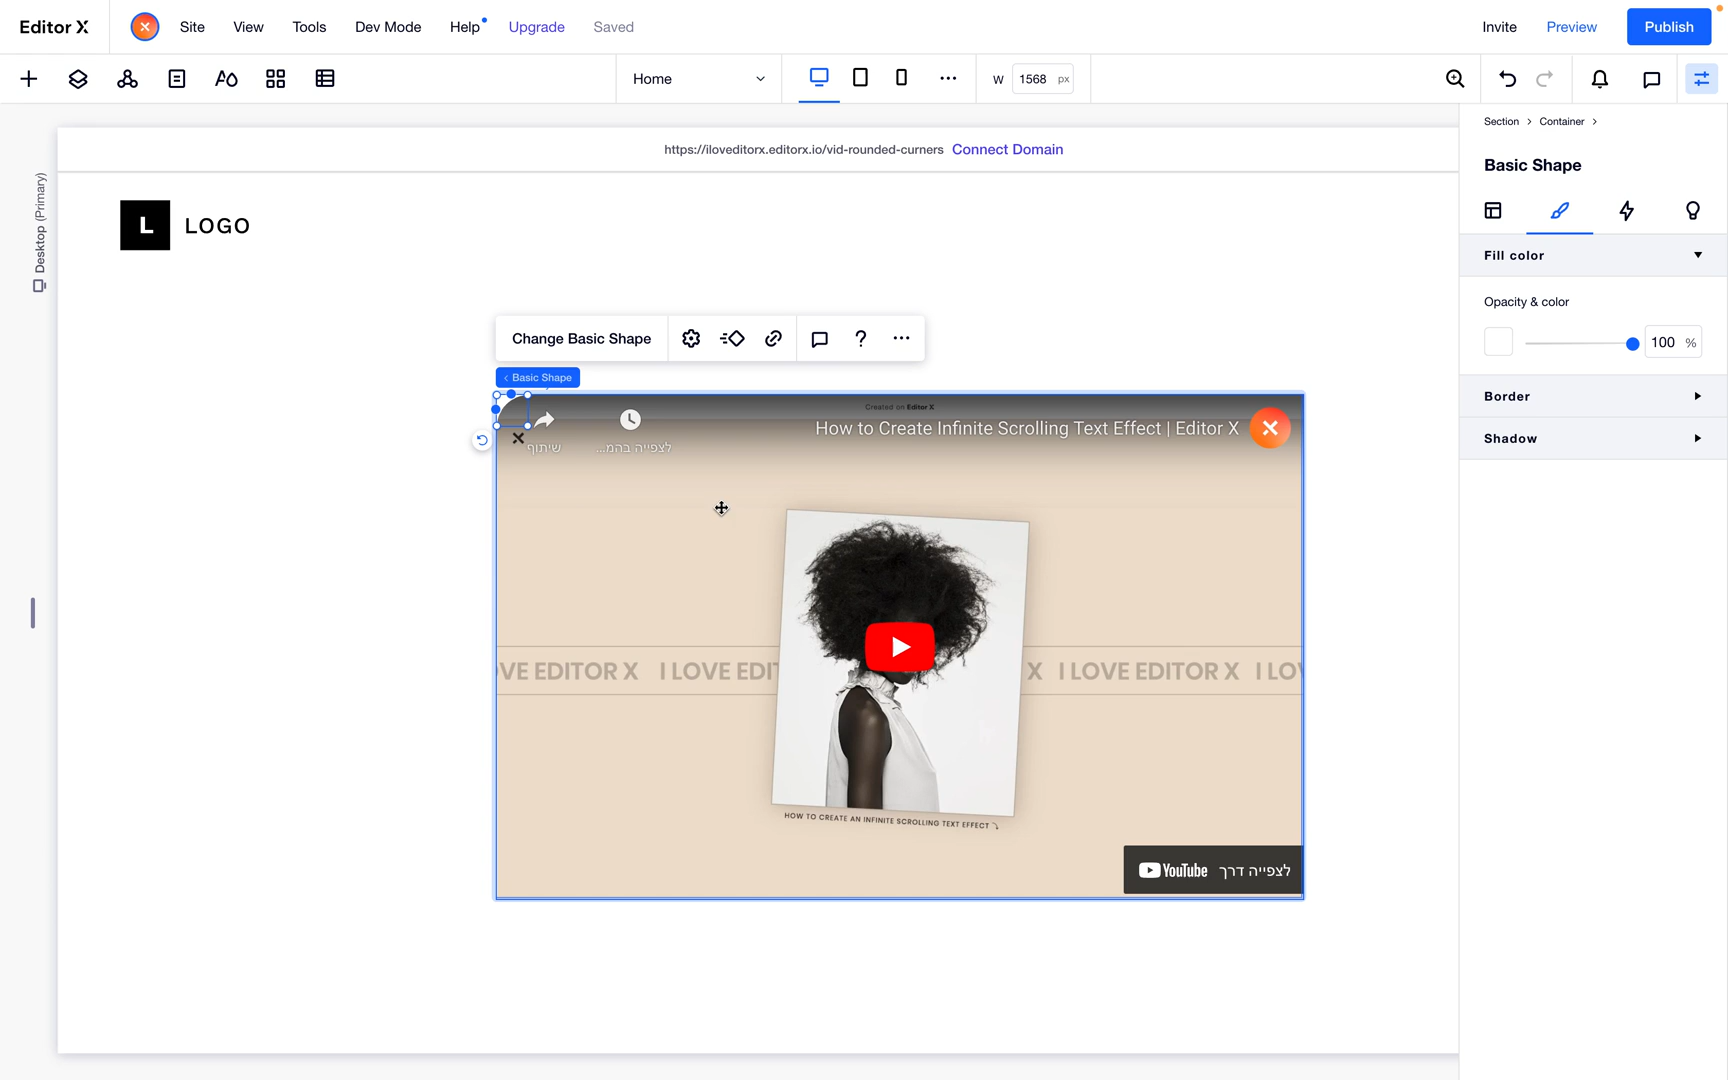 Editor X
Site
View
Tools
Dev Mode
Help
Upgrade
Saved
Invite
Preview
Publish
Home
W
1568
px
Section
Container
Basic Shape
Fill color
Opacity & color
100
%
Border
Shadow
Desktop (Primary)
https://iloveditorx.editorx.io/vid-rounded-curners
Connect Domain
L
LOGO
Change Basic Shape
?
Basic Shape
Created on Editor X
How to Create Infinite Scrolling Text Effect | Editor X
שיתוף
לצפייה בהמ...
VE EDITOR X I LOVE EDIT X I LOVE EDITOR X I LOV
HOW TO CREATE AN INFINITE SCROLLING TEXT EFFECT
YouTube
לצפייה דרך